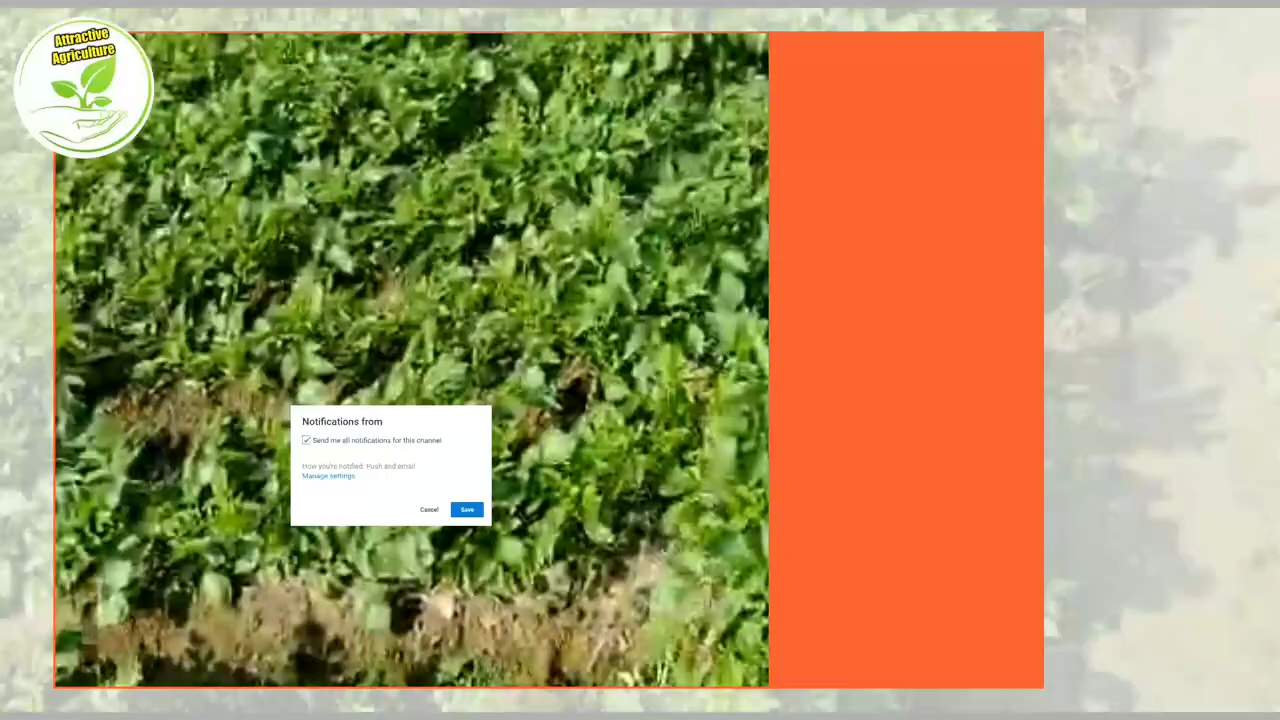 Attractive
Agriculture
Notifications from
Send me all notifications for this channel
How you're notified: Push and email
Manage settings
Cancel
Save